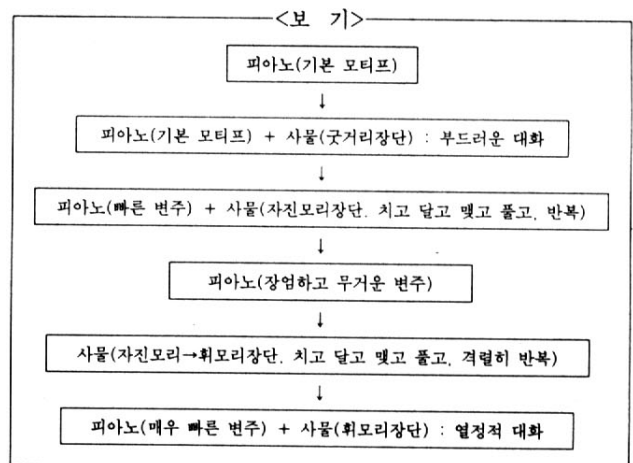 <보 기>
피아노(기본 모티프)
↓
피아노(기본 모티프) + 사물(굿거리장단) : 부드러운 대화
↓
피아노(빠른 변주) + 사물(자진모리장단. 치고 달고 맺고 풀고, 반복)
↓
피아노(장엄하고 무거운 변주)
↓
사물(자진모리→휘모리장단. 치고 달고 맺고 풀고, 격렬히 반복)
↓
피아노(매우 빠른 변주) + 사물(휘모리장단) : 열정적 대화